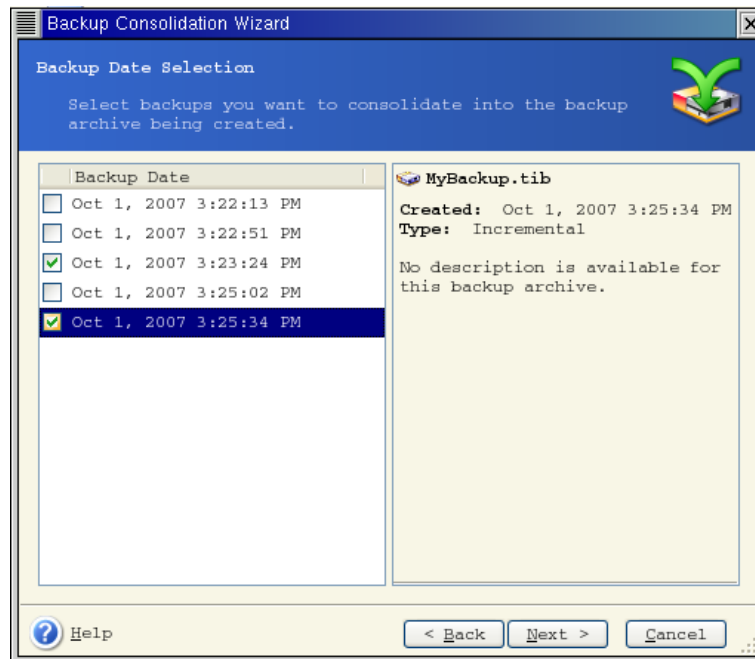 Backup Consolidation Wizard
Backup Date Selection
Select backups you want to consolidate into the backup
archive being created.
Backup Date
Oct 1, 2007 3:22:13 PM
Oct 1, 2007 3:22:51 PM
Oct 1, 2007 3:23:24 PM
Oct 1, 2007 3:25:02 PM
Oct 1, 2007 3:25:34 PM
MyBackup.tib
Created: Oct 1, 2007 3:25:34 PM
Type: Incremental
No description is available for
this backup archive.
Help
< Back
Next >
Cancel